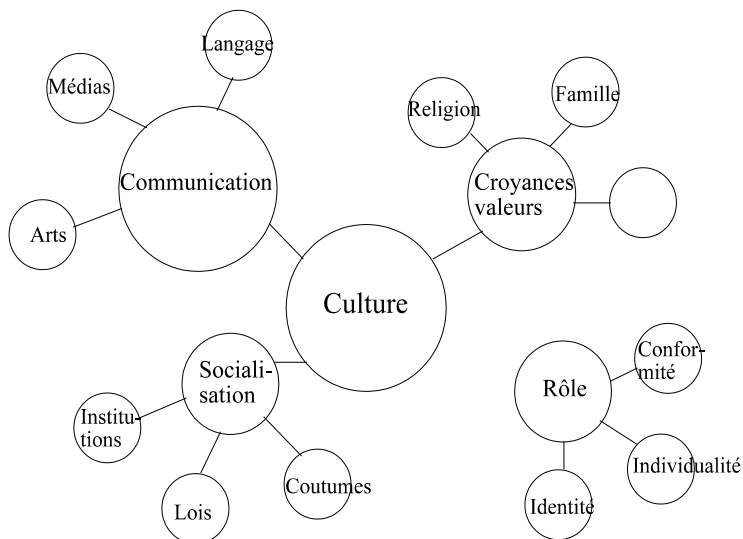 Langage
Médias
Communication
Arts
Religion
Famille
Croyances
valeurs
Culture
Sociali-
sation
Institu-
tions
Lois
Coutumes
Confor-
mité
Rôle
Individualité
Identité